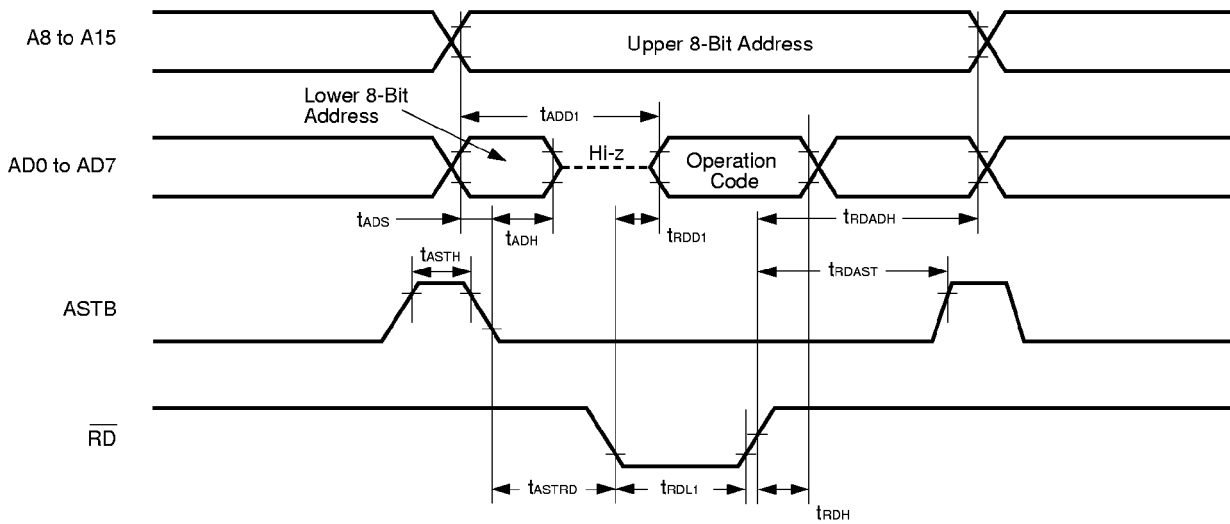 A8 to A15
Upper 8-Bit Address
Lower 8-Bit
Address
tADD1
AD0 to AD7
Hi-z
Operation
Code
tADS
tADH
tRDD1
tRDADH
tASTH
tRDAST
ASTB
RD
tASTRD
tRDL1
tRDH